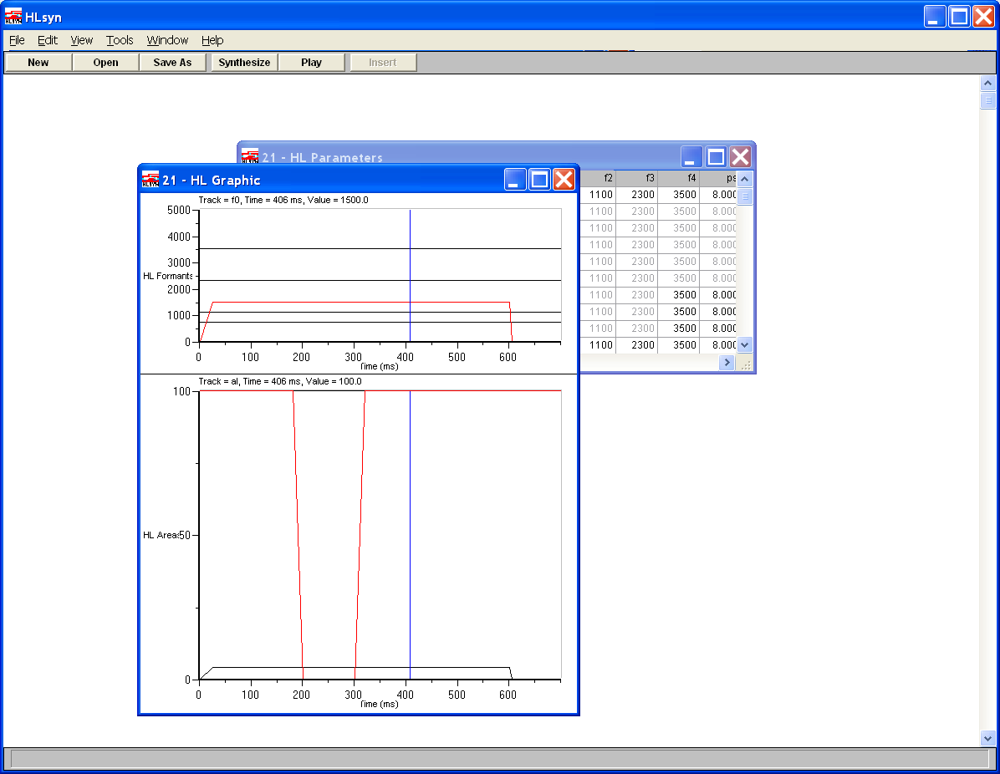 HLsyn
File Edit View Tools Window Help
New Open Save As Synthesize Play Insert
21 - HL Parameters
f2 f3 f4 ps
1100 2300 3500 8.000
1100 2300 3500 8.000
1100 2300 3500 8.000
1100 2300 3500 8.000
1100 2300 3500 8.000
1100 2300 3500 8.000
1100 2300 3500 8.000
1100 2300 3500 8.000
1100 2300 3500 8.000
1100 2300 3500 8.000
21 - HL Graphic
Track = f0, Time = 406 ms, Value = 1500.0
5000
4000
3000
HL Formants
2000
1000
0
0 100 200 300 400 500 600
Time (ms)
Track = al, Time = 406 ms, Value = 100.0
100
HL Areas 50
0
0 100 200 300 400 500 600
Time (ms)